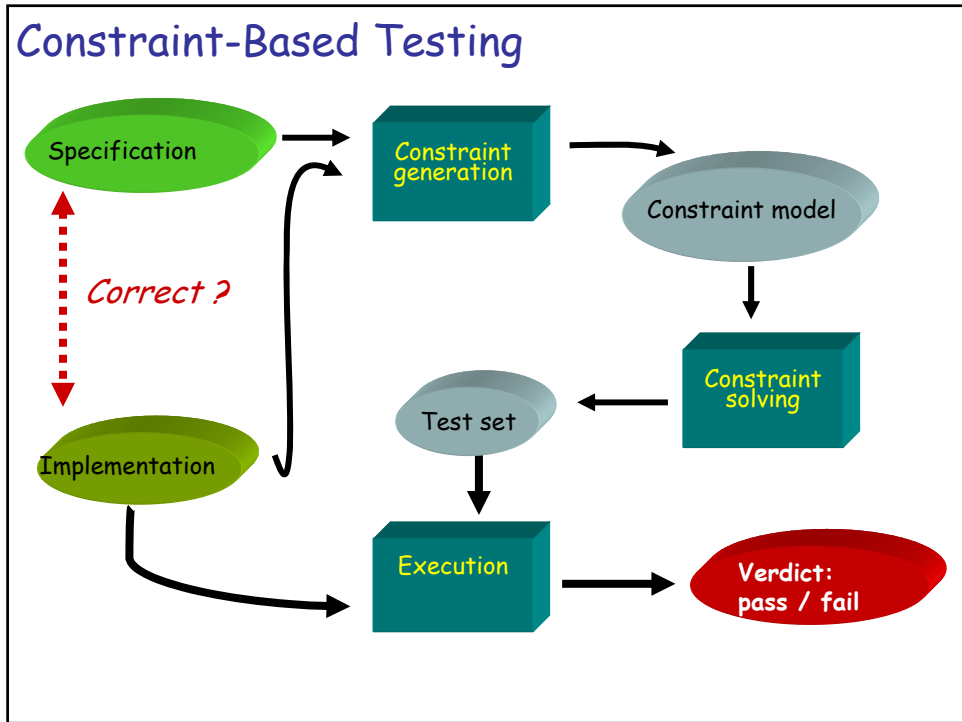 Constraint-Based Testing
Specification
Constraint
generation
Constraint model
Correct ?
Constraint
solving
Test set
Implementation
Execution
Verdict:
pass / fail